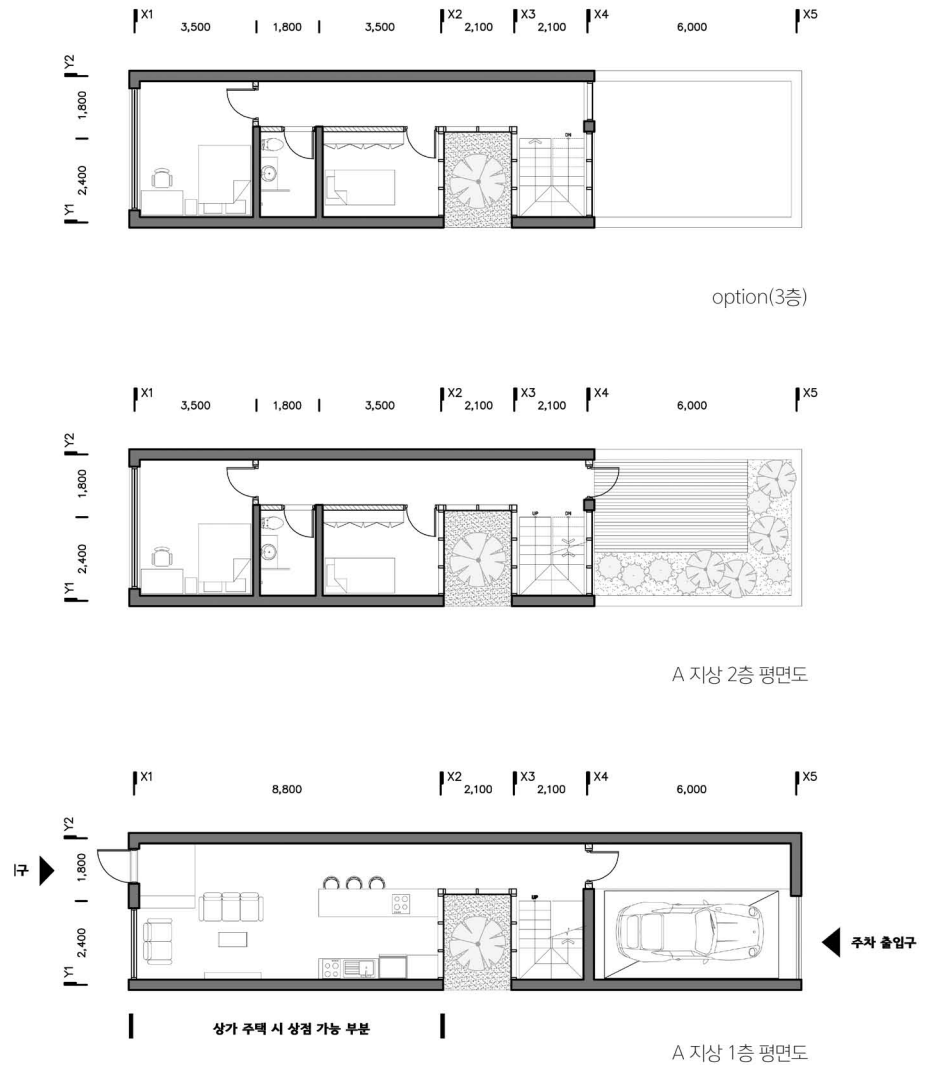 X1 X2 X3 X4 X5
3,500 1,800 3,500 2,100 2,100 6,000
Y2
1,800
2,400
Y1
DN
option(3층)
X1 X2 X3 X4 X5
3,500 1,800 3,500 2,100 2,100 6,000
Y2
1,800
2,400
Y1
UP DN
A 지상 2층 평면도
X1 X2 X3 X4 X5
8,800 2,100 2,100 6,000
Y2
1,800
2,400
Y1
구
UP
주차 출입구
상가 주택 시 상점 가능 부분
A 지상 1층 평면도